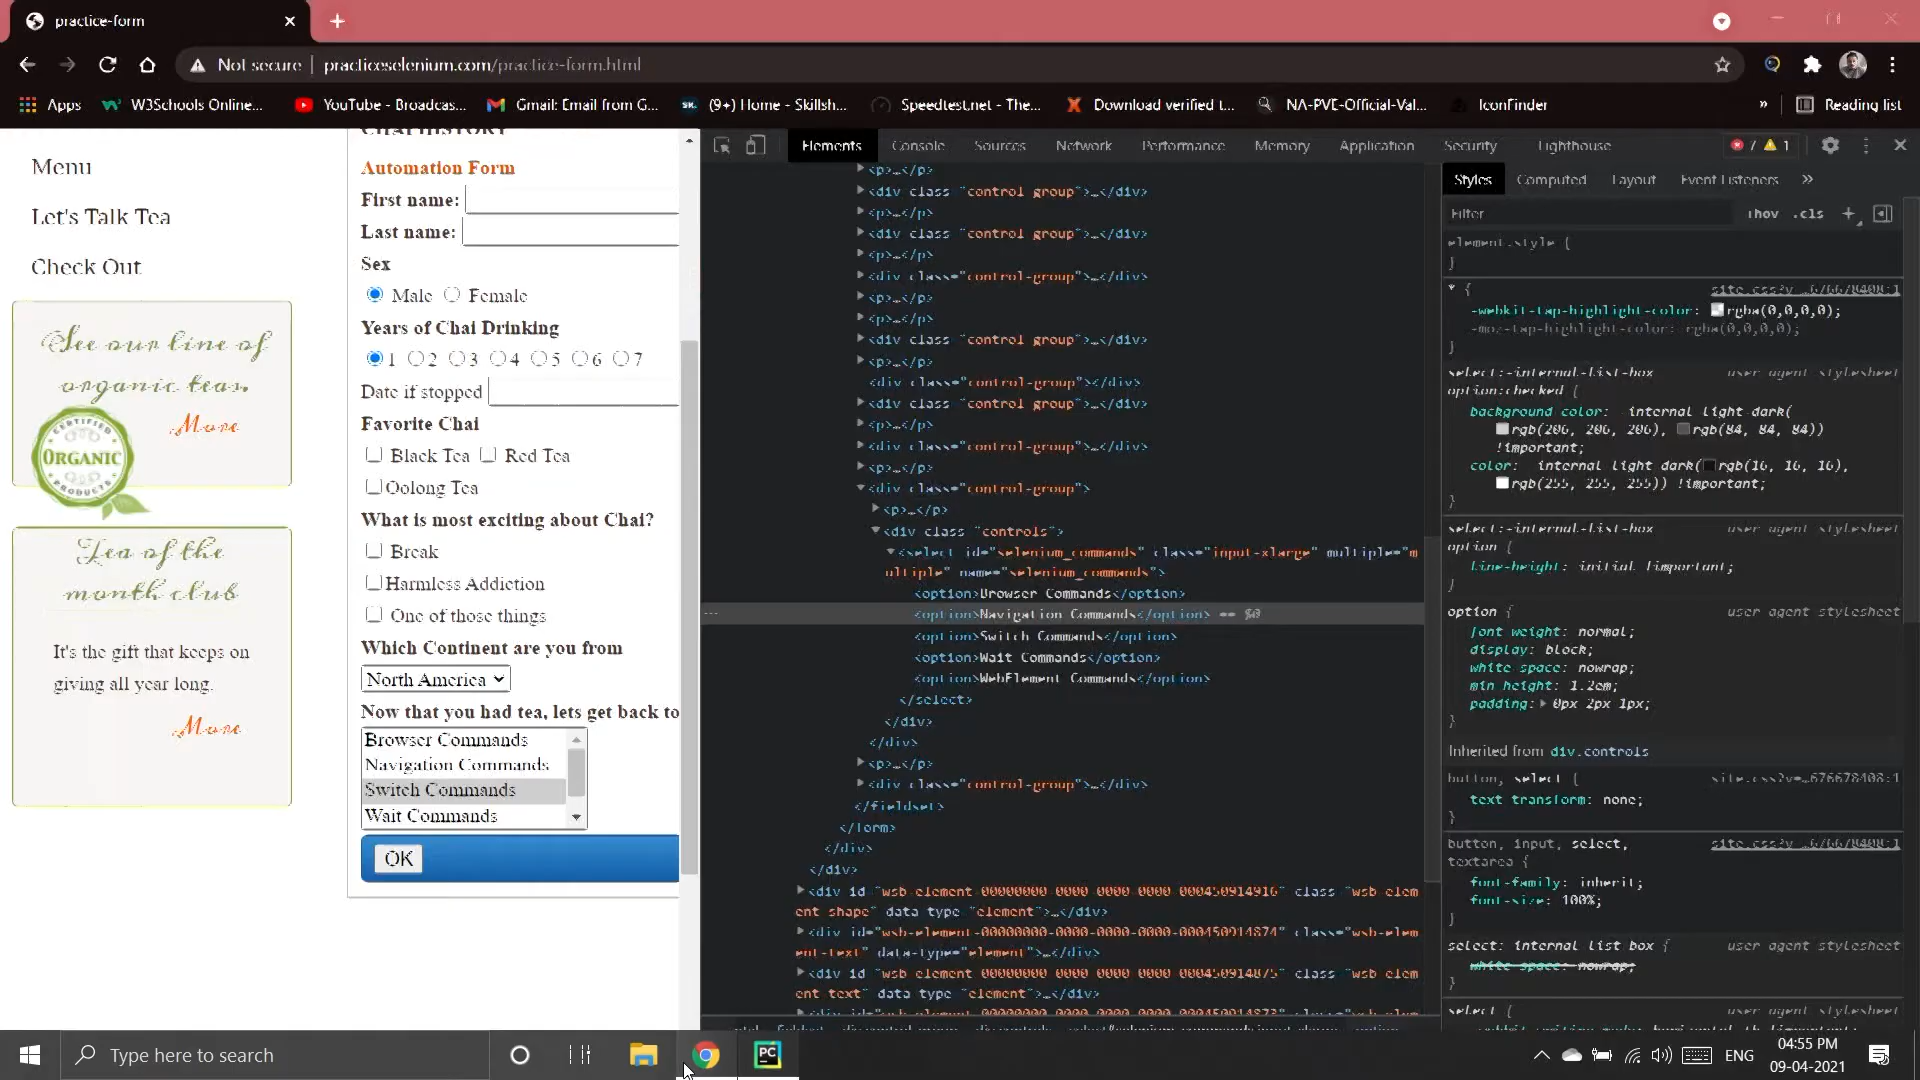 practice-form
Not secure
practiceselenium.com/practice-form.html
Apps
W3Schools Online...
YouTube - Broadcas...
Gmail: Email from G...
(9+) Home - Skillsh...
Speedtest.net - The...
Download verified t...
NA-PVE-Official-Val...
IconFinder
»
Reading list
Menu
Let's Talk Tea
Check Out
See our line of
organic teas.
More
CERTIFIED
ORGANIC
PRODUCTS
Tea of the
month club
It's the gift that keeps on
giving all year long.
More
CHAI HISTORY
Automation Form
First name:
Last name:
Sex
Male Female
Years of Chai Drinking
1 2 3 4 5 6 7
Date if stopped
Favorite Chai
Black Tea Red Tea
Oolong Tea
What is most exciting about Chai?
Break
Harmless Addiction
One of those things
Which Continent are you from
North America
Now that you had tea, lets get back to
Browser Commands
Navigation Commands
Switch Commands
Wait Commands
OK
Elements Console Sources Network Performance Memory Application Security Lighthouse
1
<p>…</p>
<div class="control-group">…</div>
<p>…</p>
<div class="control-group">…</div>
<p>…</p>
<div class="control-group">…</div>
<p>…</p>
<p>…</p>
<div class="control-group">…</div>
<p>…</p>
<div class="control-group"></div>
<div class="control-group">…</div>
<p>…</p>
<div class="control-group">…</div>
<p>…</p>
<div class="control-group">
<p>…</p>
<div class="controls">
<select id="selenium_commands" class="input-xlarge" multiple="m
ultiple" name="selenium_commands">
<option>Browser Commands</option>
<option>Navigation Commands</option> == $0
<option>Switch Commands</option>
<option>Wait Commands</option>
<option>WebElement Commands</option>
</select>
</div>
</div>
<p>…</p>
<div class="control-group">…</div>
</fieldset>
</form>
</div>
</div>
<div id="wsb-element-00000000-0000-0000-0000-000450914916" class="wsb-elem
ent-shape" data-type="element">…</div>
<div id="wsb-element-00000000-0000-0000-0000-000450914874" class="wsb-elem
ent-text" data-type="element">…</div>
<div id="wsb-element-00000000-0000-0000-0000-000450914875" class="wsb-elem
ent-text" data-type="element">…</div>
Styles Computed Layout Event Listeners »
Filter
:hov .cls +
element.style {
}
* {
-webkit-tap-highlight-color: rgba(0,0,0,0);
-moz-tap-highlight-color: rgba(0,0,0,0);
}
select:-internal-list-box user agent stylesheet
option:checked {
background-color: -internal-light-dark(
rgb(206, 206, 206), rgb(84, 84, 84))
!important;
color: -internal-light-dark( rgb(16, 16, 16),
rgb(255, 255, 255)) !important;
}
select:-internal-list-box user agent stylesheet
option {
line-height: initial !important;
}
option { user agent stylesheet
font-weight: normal;
display: block;
white-space: nowrap;
min-height: 1.2em;
padding: 0px 2px 1px;
}
Inherited from div.controls
button, select {
text-transform: none;
}
button, input, select,
textarea {
font-family: inherit;
font-size: 100%;
}
select:-internal-list-box { user agent stylesheet
white-space: nowrap;
}
select { user agent stylesheet
Type here to search
PC
ENG
04:55 PM
09-04-2021